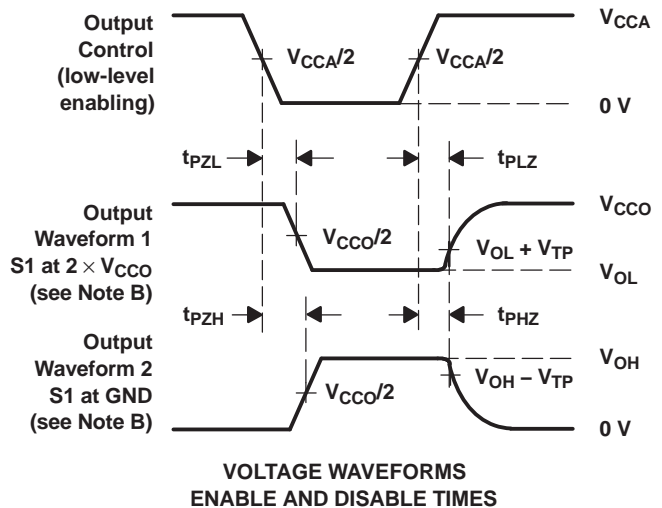 Output
Control
(low-level
enabling)
VCCA/2
VCCA/2
VCCA
0 V
tPZL
tPLZ
Output
Waveform 1
S1 at 2 × VCCO
(see Note B)
VCCO/2
VCCO
VOL + VTP
VOL
tPZH
tPHZ
Output
Waveform 2
S1 at GND
(see Note B)
VCCO/2
VOH
VOH − VTP
0 V
VOLTAGE WAVEFORMS
ENABLE AND DISABLE TIMES